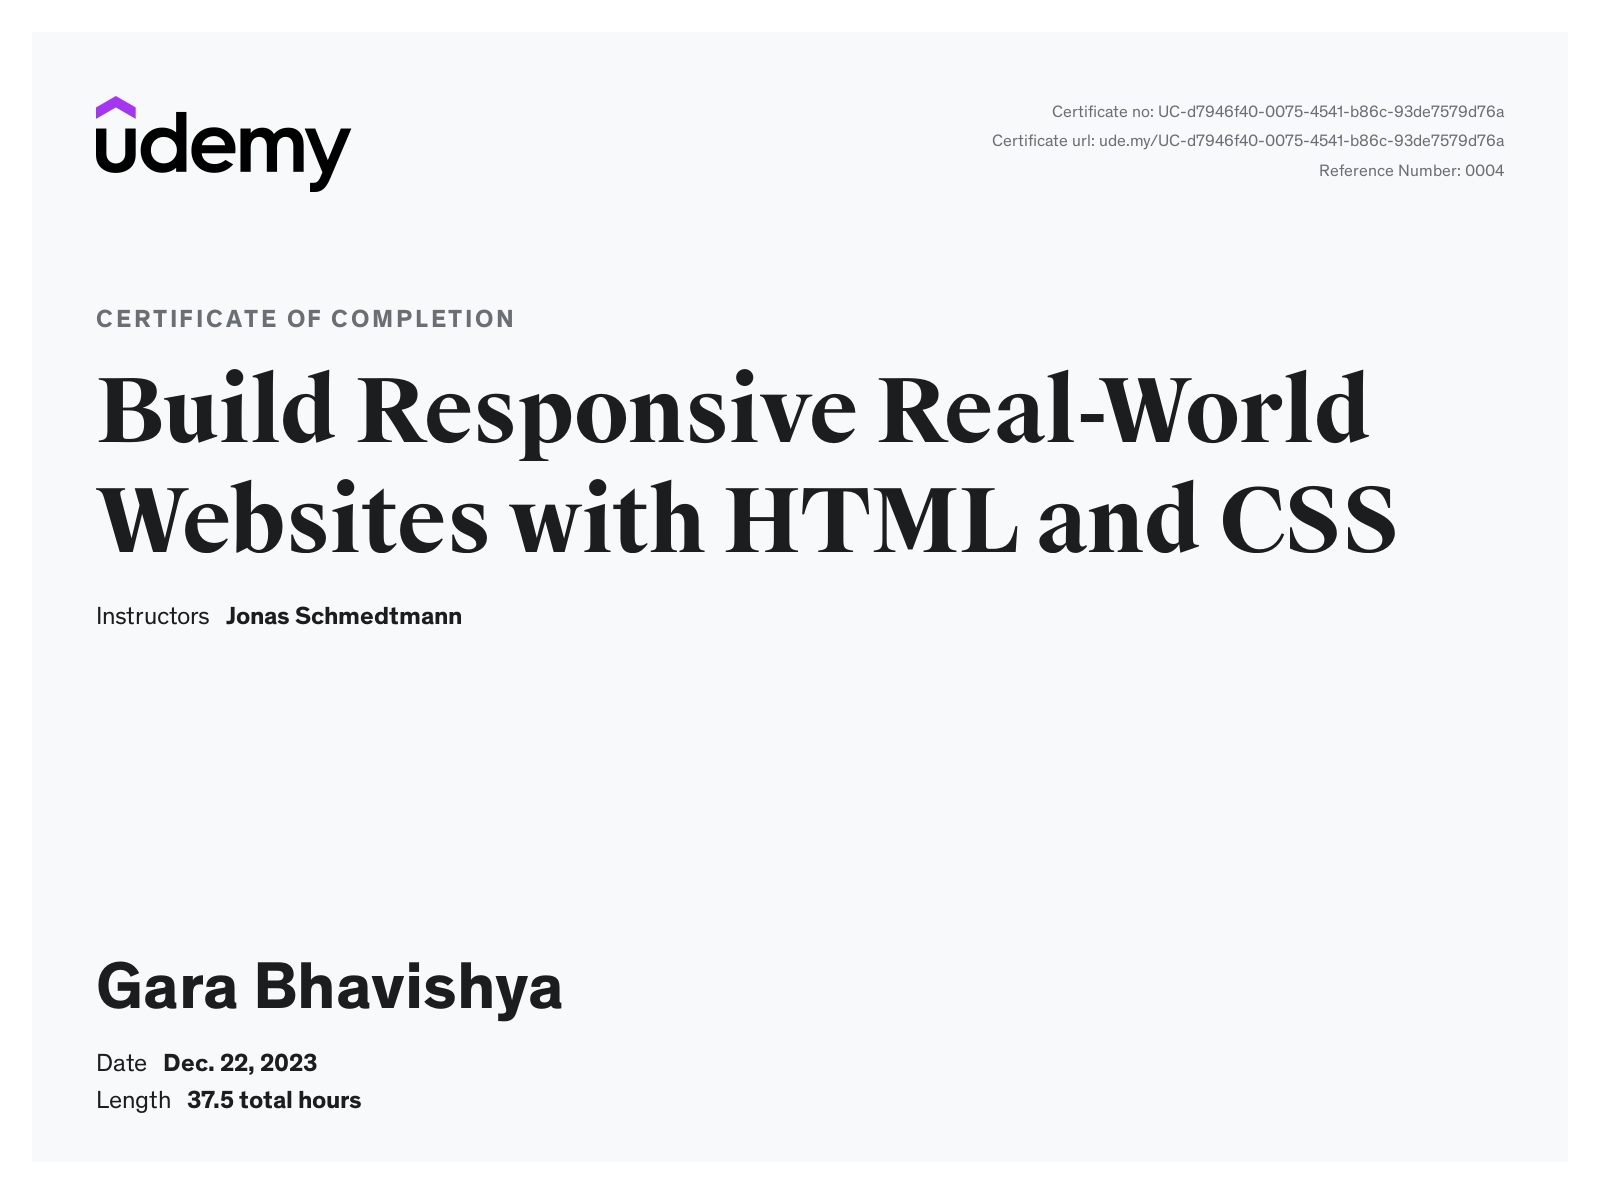 udemy
Certificate no: UC-d7946f40-0075-4541-b86c-93de7579d76a
Certificate url: ude.my/UC-d7946f40-0075-4541-b86c-93de7579d76a
Reference Number: 0004
CERTIFICATE OF COMPLETION
Build Responsive Real-World
Websites with HTML and CSS
Instructors Jonas Schmedtmann
Gara Bhavishya
Date Dec. 22, 2023
Length 37.5 total hours